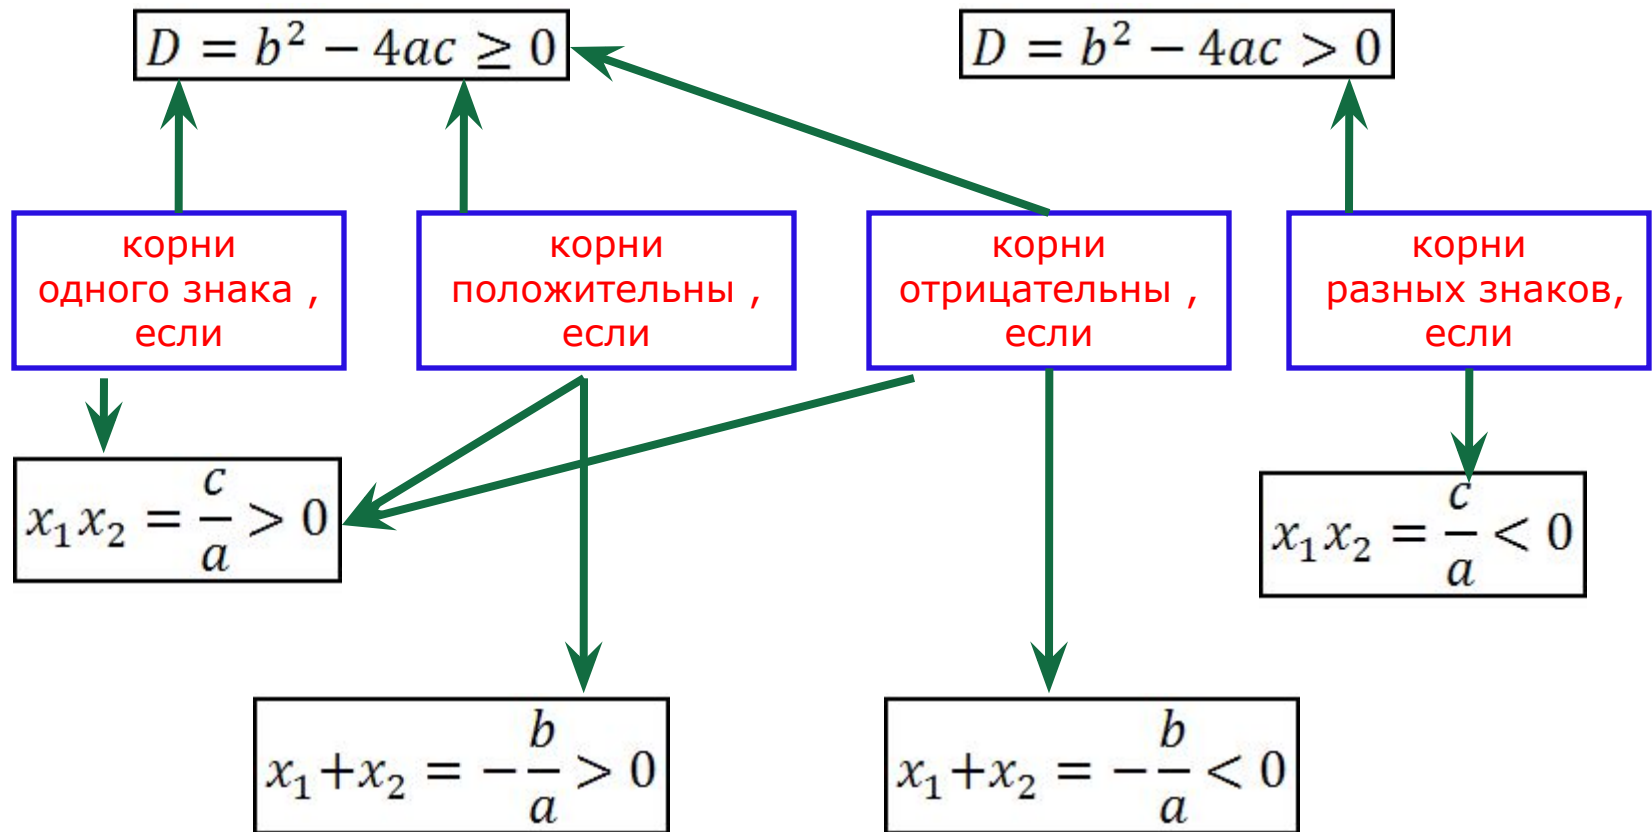 D = b² − 4ac ≥ 0
D = b² − 4ac > 0
корни
одного знака ,
если
корни
положительны ,
если
корни
отрицательны ,
если
корни
разных знаков,
если
x₁x₂ = c/a > 0
x₁x₂ = c/a < 0
x₁+x₂ = −b/a > 0
x₁+x₂ = −b/a < 0